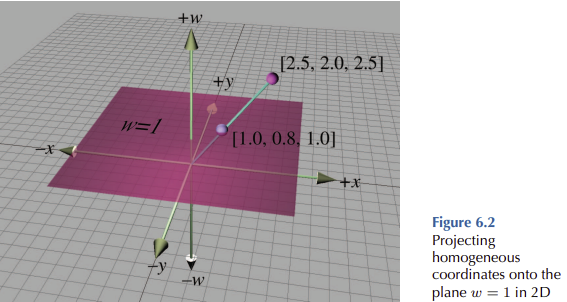 +w
[2.5, 2.0, 2.5]
+y
w=1
[1.0, 0.8, 1.0]
−x
+x
−y
−w
Figure 6.2
Projecting
homogeneous
coordinates onto the
plane w = 1 in 2D